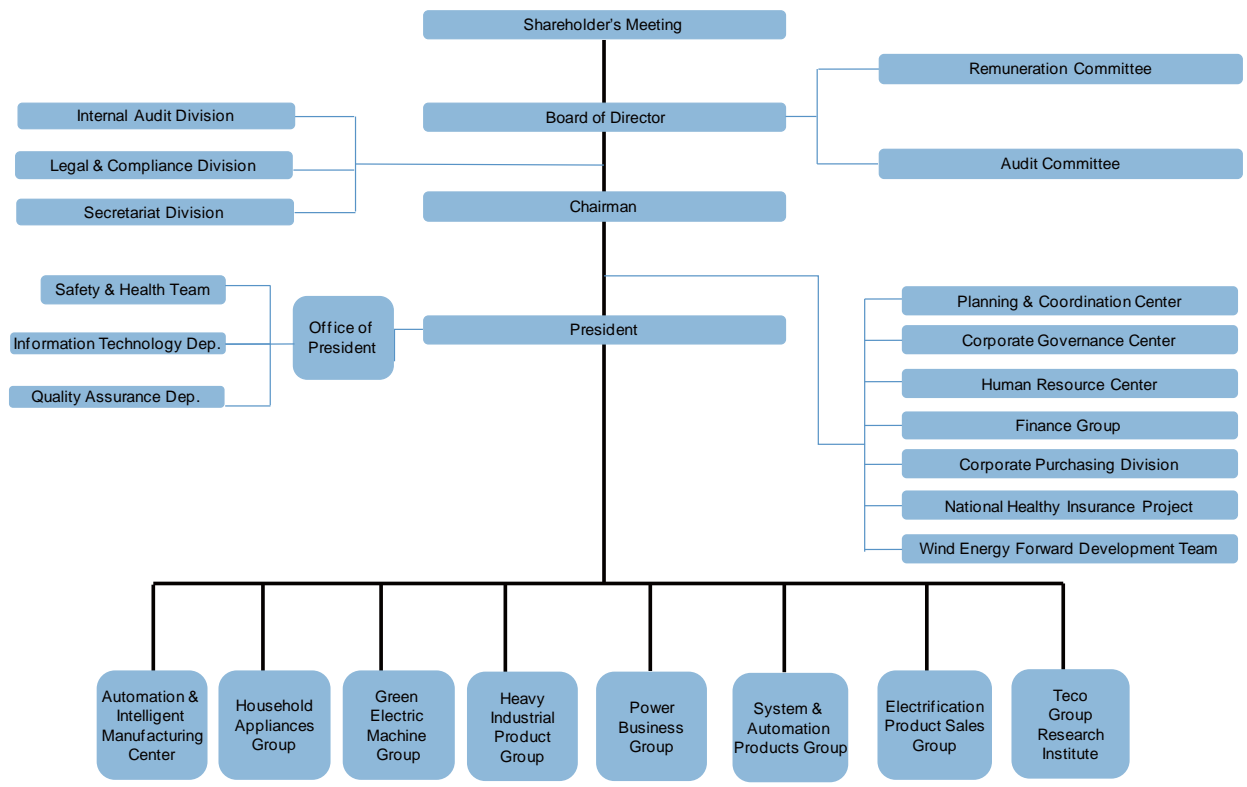 Shareholder's Meeting
Remuneration Committee
Board of Director
Audit Committee
Internal Audit Division
Legal & Compliance Division
Secretariat Division
Chairman
Safety & Health Team
Information Technology Dep.
Quality Assurance Dep.
Office of
President
President
Planning & Coordination Center
Corporate Governance Center
Human Resource Center
Finance Group
Corporate Purchasing Division
National Healthy Insurance Project
Wind Energy Forward Development Team
Automation &
Intelligent
Manufacturing
Center
Household
Appliances
Group
Green
Electric
Machine
Group
Heavy
Industrial
Product
Group
Power
Business
Group
System &
Automation
Products Group
Electrification
Product Sales
Group
Teco
Group
Research
Institute